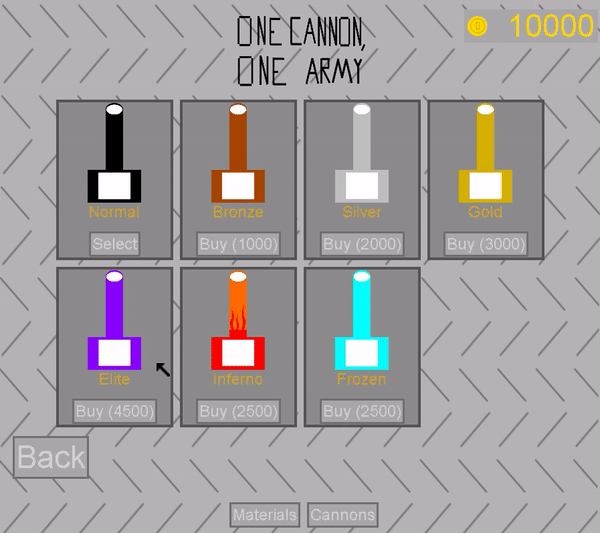 ONE CANNON,
ONE ARMY
10000
Normal
Bronze
Silver
Gold
Select
Buy (1000)
Buy (2000)
Buy (3000)
Elite
Inferno
Frozen
Buy (4500)
Buy (2500)
Buy (2500)
Back
Materials
Cannons